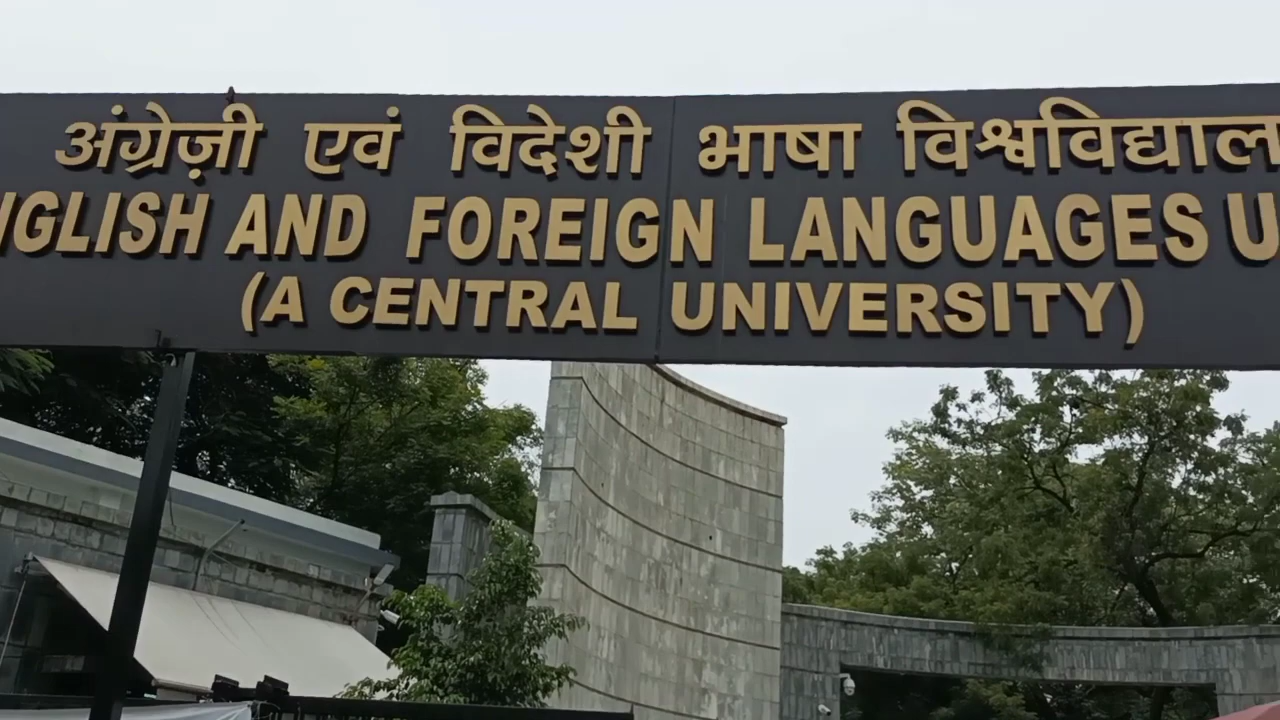 अंग्रेज़ी एवं विदेशी भाषा विश्वविद्याल
NGLISH AND FOREIGN LANGUAGES U
(A CENTRAL UNIVERSITY)